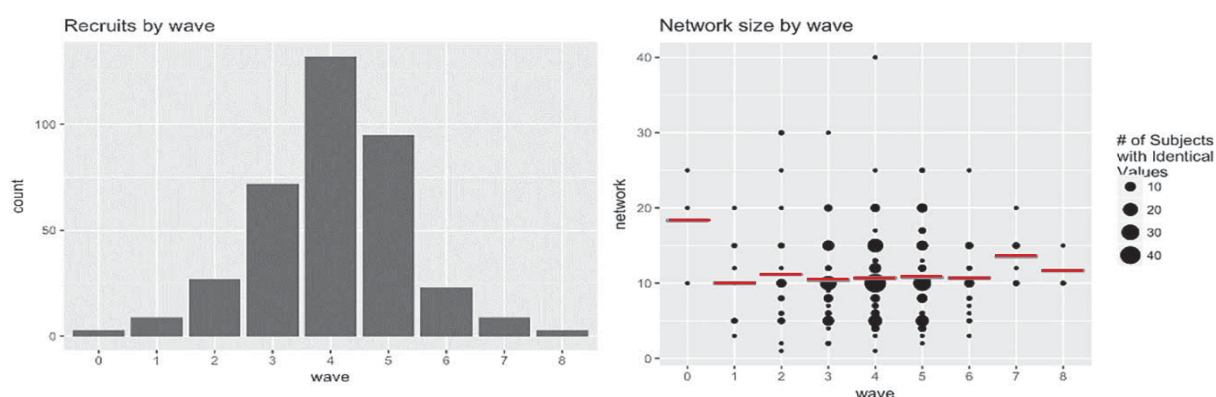 Recruits by wave
count
100
50
0
0 1 2 3 4 5 6 7 8
wave
Network size by wave
network
40
30
20
10
0
0 1 2 3 4 5 6 7 8
wave
# of Subjects
with Identical
Values
10
20
30
40